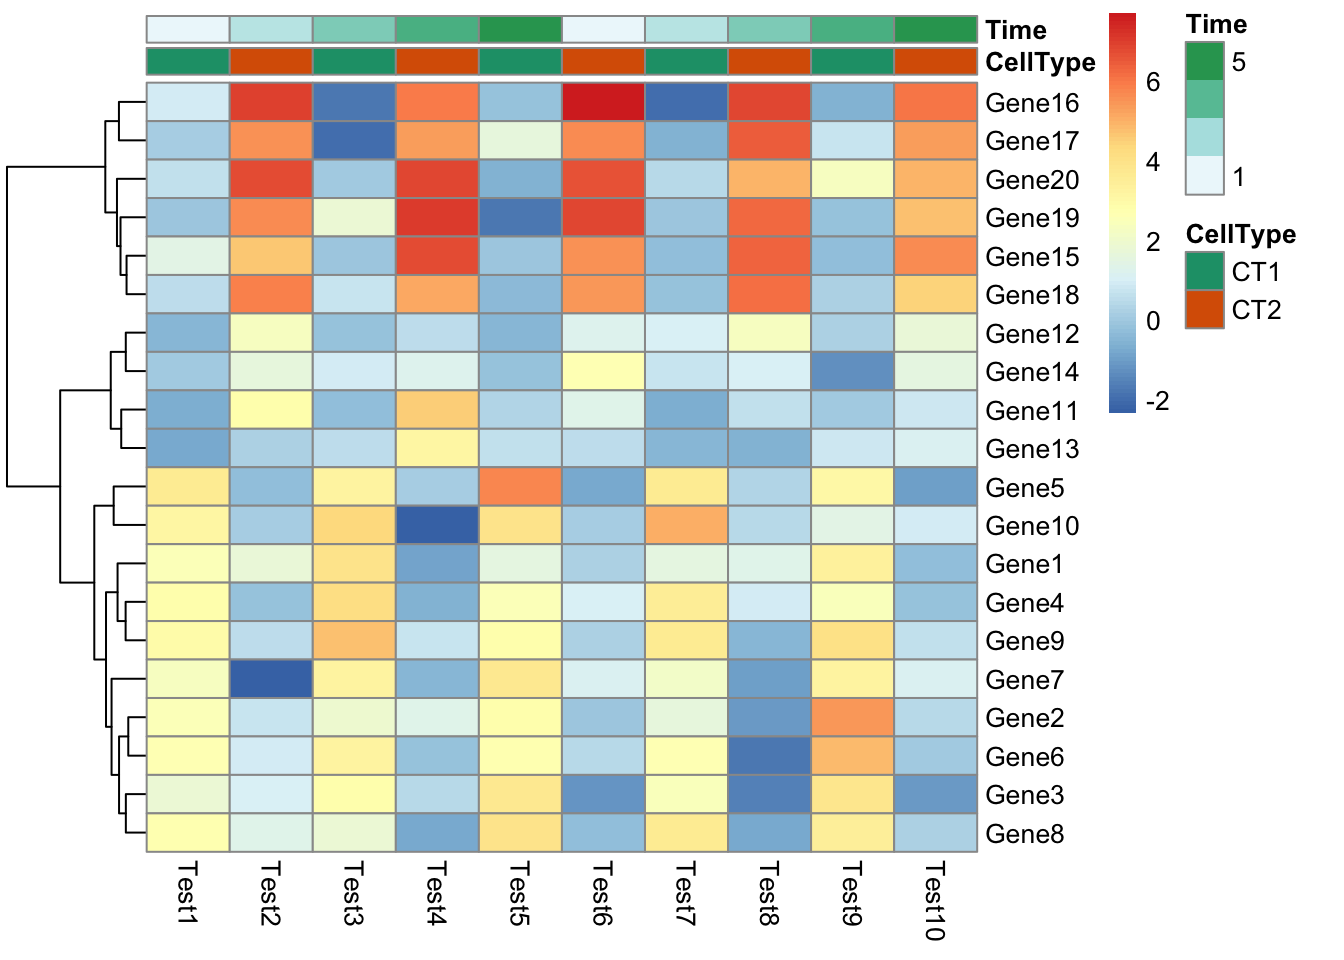 Time
CellType
Gene16
Gene17
Gene20
Gene19
Gene15
Gene18
Gene12
Gene14
Gene11
Gene13
Gene5
Gene10
Gene1
Gene4
Gene9
Gene7
Gene2
Gene6
Gene3
Gene8
Test1
Test2
Test3
Test4
Test5
Test6
Test7
Test8
Test9
Test10
6
4
2
0
-2
Time
5
1
CellType
CT1
CT2